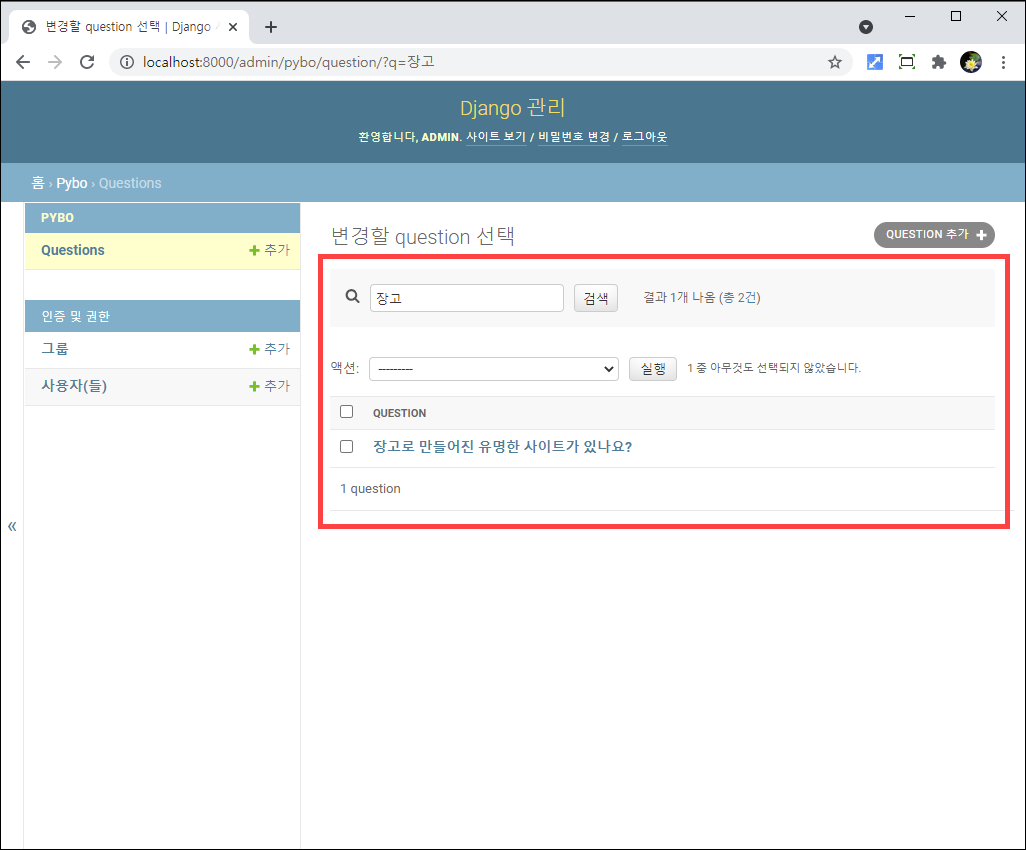 변경할 question 선택 | Django
localhost:8000/admin/pybo/question/?q=장고
Django 관리
환영합니다, ADMIN. 사이트 보기 / 비밀번호 변경 / 로그아웃
홈 › Pybo › Questions
PYBO
Questions + 추가
인증 및 권한
그룹 + 추가
사용자(들) + 추가
«
변경할 question 선택
QUESTION 추가 +
장고 검색 결과 1개 나옴 (총 2건)
액션: --------- 실행 1 중 아무것도 선택되지 않았습니다.
QUESTION
장고로 만들어진 유명한 사이트가 있나요?
1 question